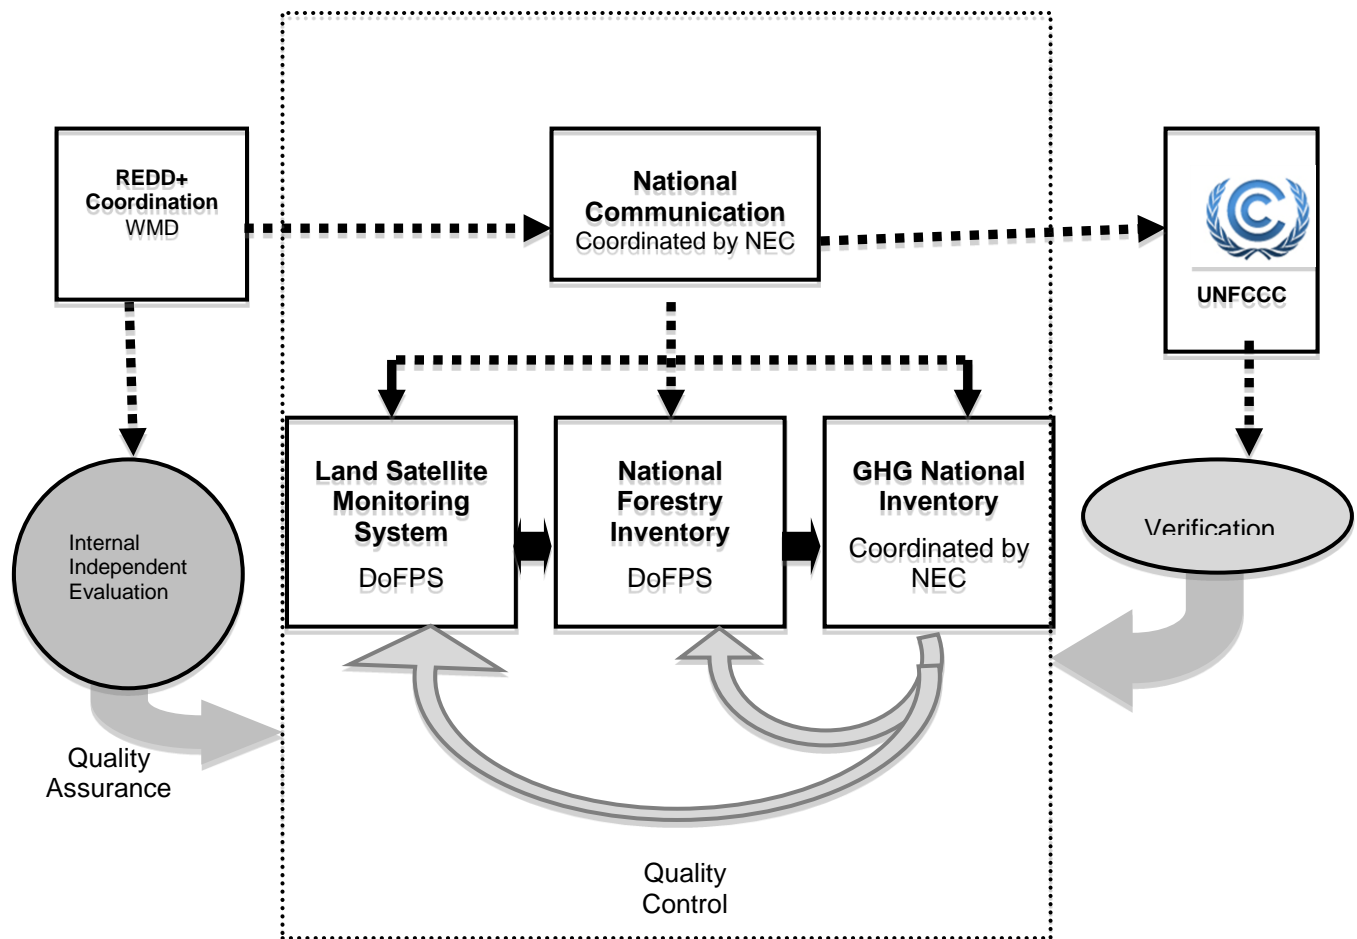 REDD+
Coordination
WMD
National
Communication
Coordinated by NEC
UNFCCC
Land Satellite
Monitoring
System
DoFPS
National
Forestry
Inventory
DoFPS
GHG National
Inventory
Coordinated by
NEC
Internal
Independent
Evaluation
Verification
Quality
Assurance
Quality
Control